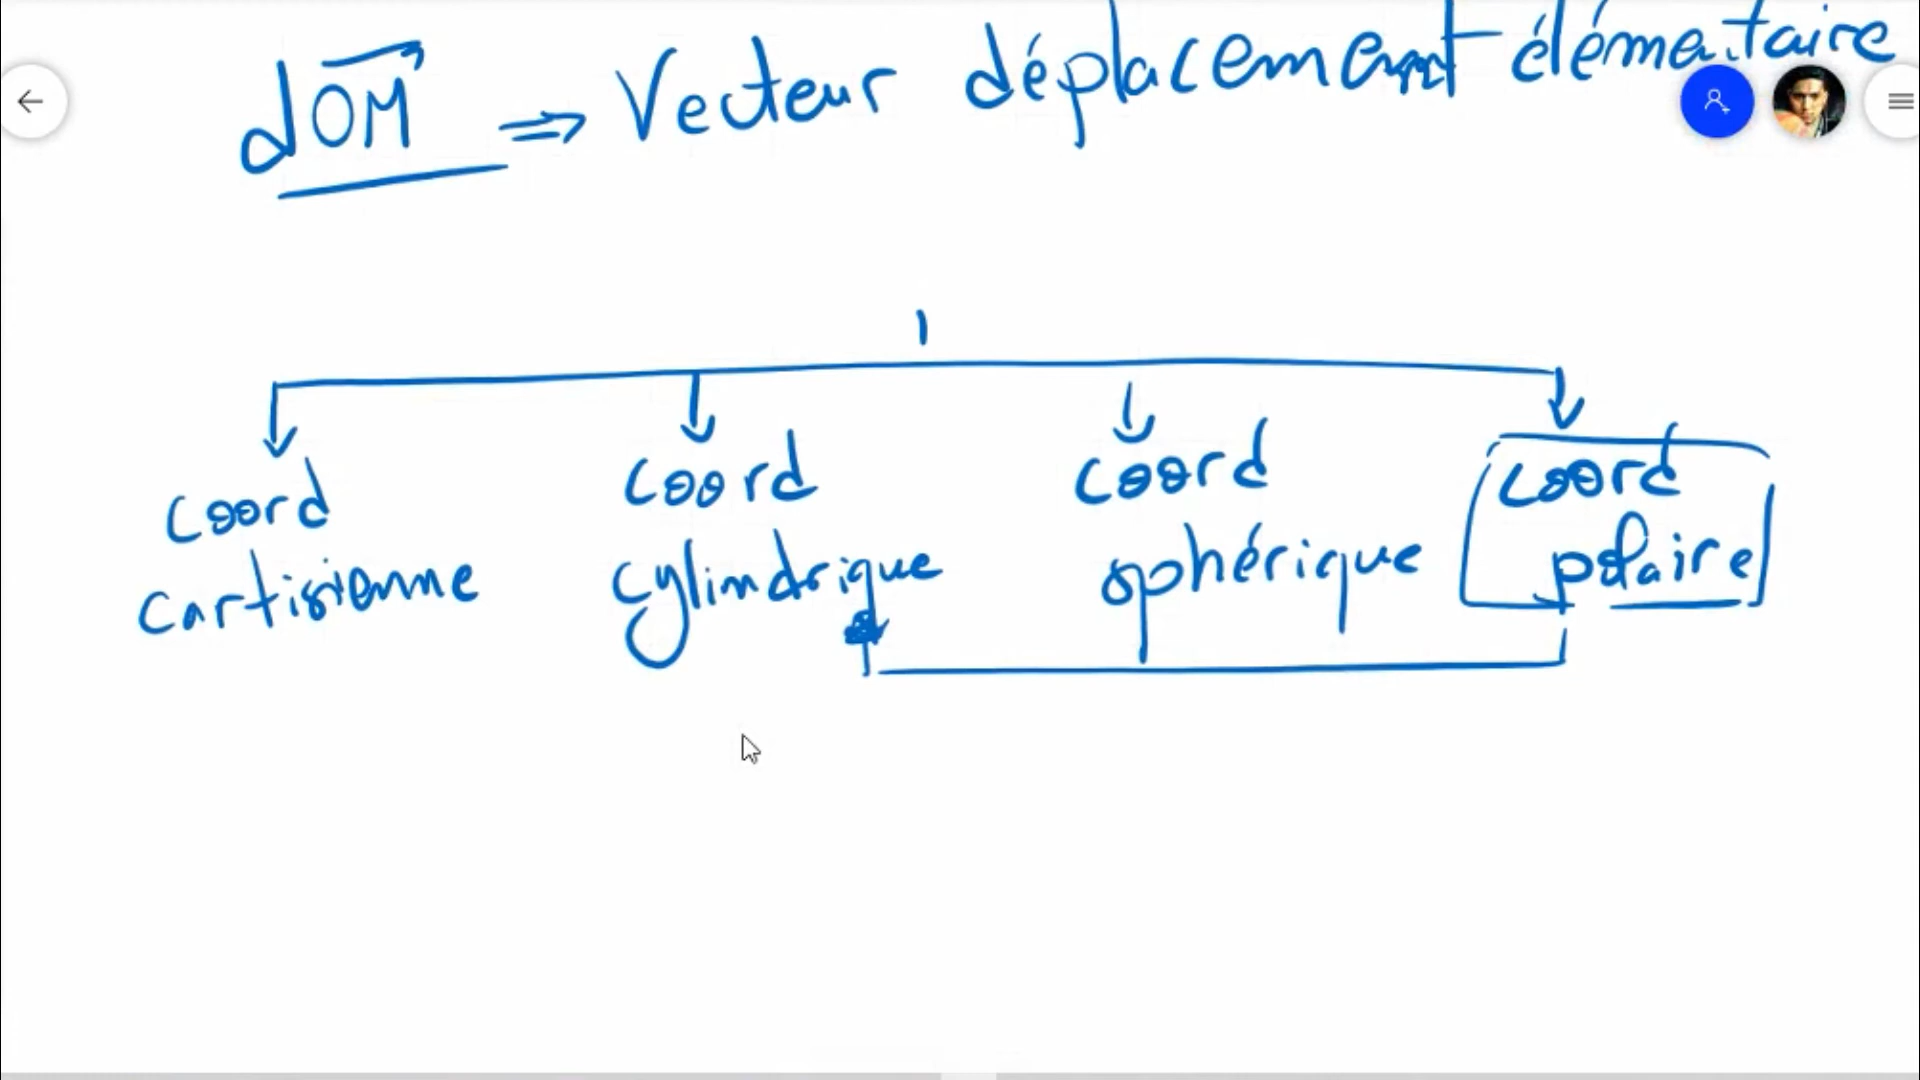 dOM ⇒ Vecteur déplacement élémentaire
coord coord coord coord
cartisienne cylindrique sphérique polaire